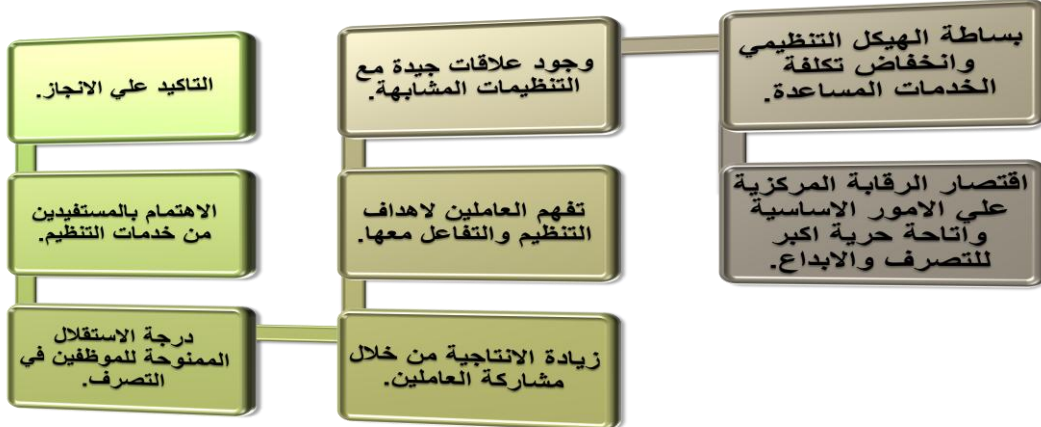 التاكيد علي الانجاز.
الاهتمام بالمستفيدين
من خدمات التنظيم.
درجة الاستقلال
الممنوحة للموظفين في
التصرف.
زيادة الانتاجية من خلال
مشاركة العاملين.
تفهم العاملين لاهداف
التنظيم والتفاعل معها.
وجود علاقات جيدة مع
التنظيمات المشابهة.
بساطة الهيكل التنظيمي
وانخفاض تكلفة
الخدمات المساعدة.
اقتصار الرقابة المركزية
علي الامور الاساسية
واتاحة حرية اكبر
للتصرف والابداع.